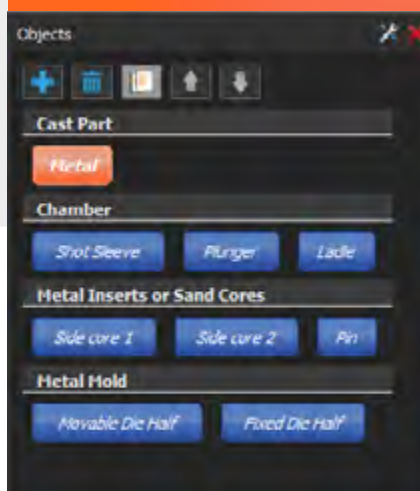 Objects
Cast Part
Metal
Chamber
Shot Sleeve Plunger Ladle
Metal Inserts or Sand Cores
Side core 1 Side core 2 Pin
Metal Mold
Movable Die Half Fixed Die Half